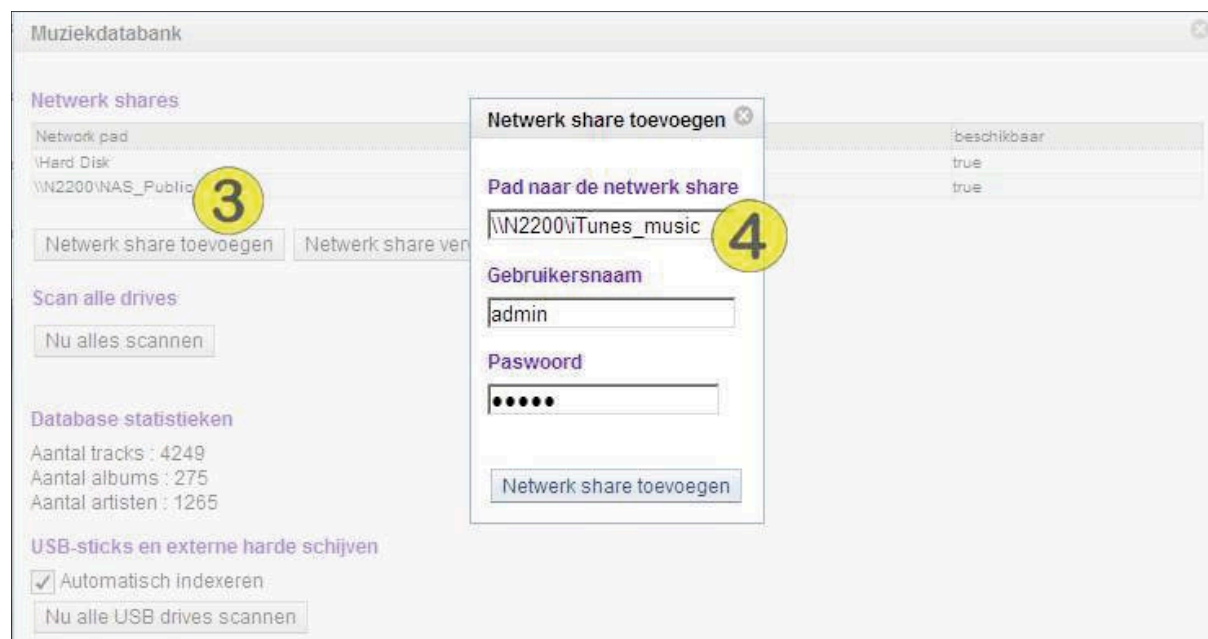 Muziekdatabank
Netwerk shares
Network pad
beschikbaar
\Hard Disk
true
\\N2200\NAS_Public
true
3
Netwerk share toevoegen
Netwerk share
Scan alle drives
Nu alles scannen
Database statistieken
Aantal tracks : 4249
Aantal albums : 275
Aantal artisten : 1265
USB-sticks en externe harde schijven
Automatisch indexeren
Nu alle USB drives scannen
Netwerk share toevoegen
Pad naar de netwerk share
\\N2200\iTunes_music
4
Gebruikersnaam
admin
Paswoord
●●●●●
Netwerk share toevoegen